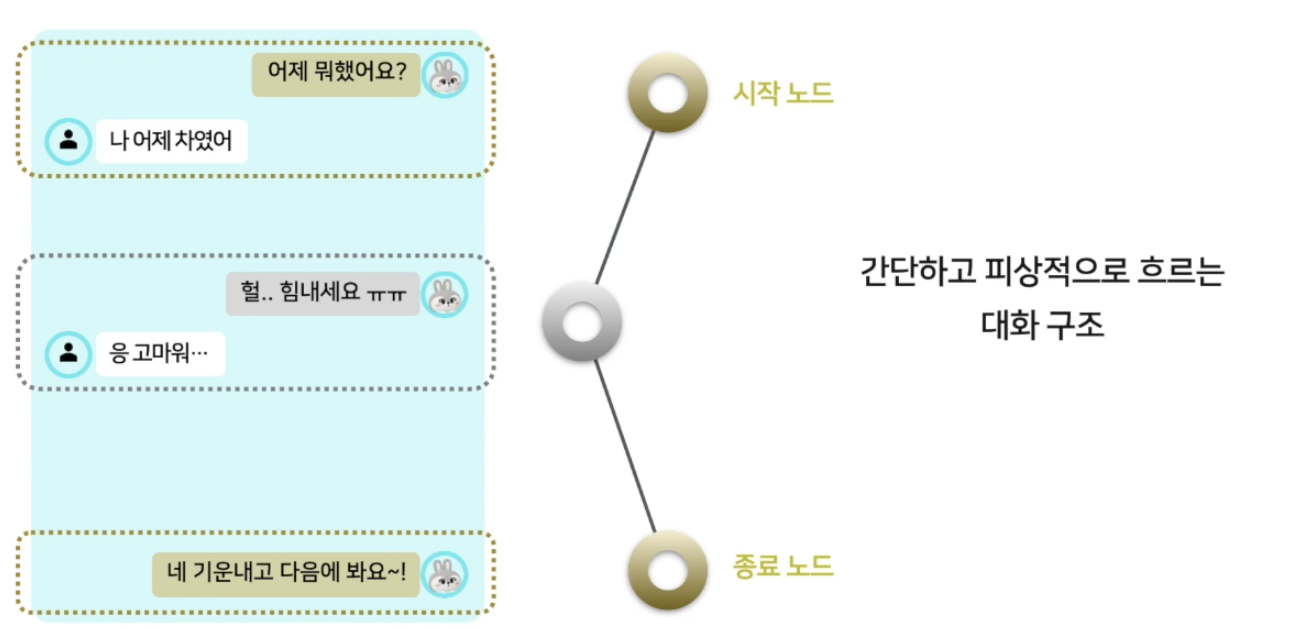 어제 뭐했어요?
시작 노드
나 어제 차였어
간단하고 피상적으로 흐르는
대화 구조
헐.. 힘내세요 ㅠㅠ
응 고마워…
네 기운내고 다음에 봐요~!
종료 노드